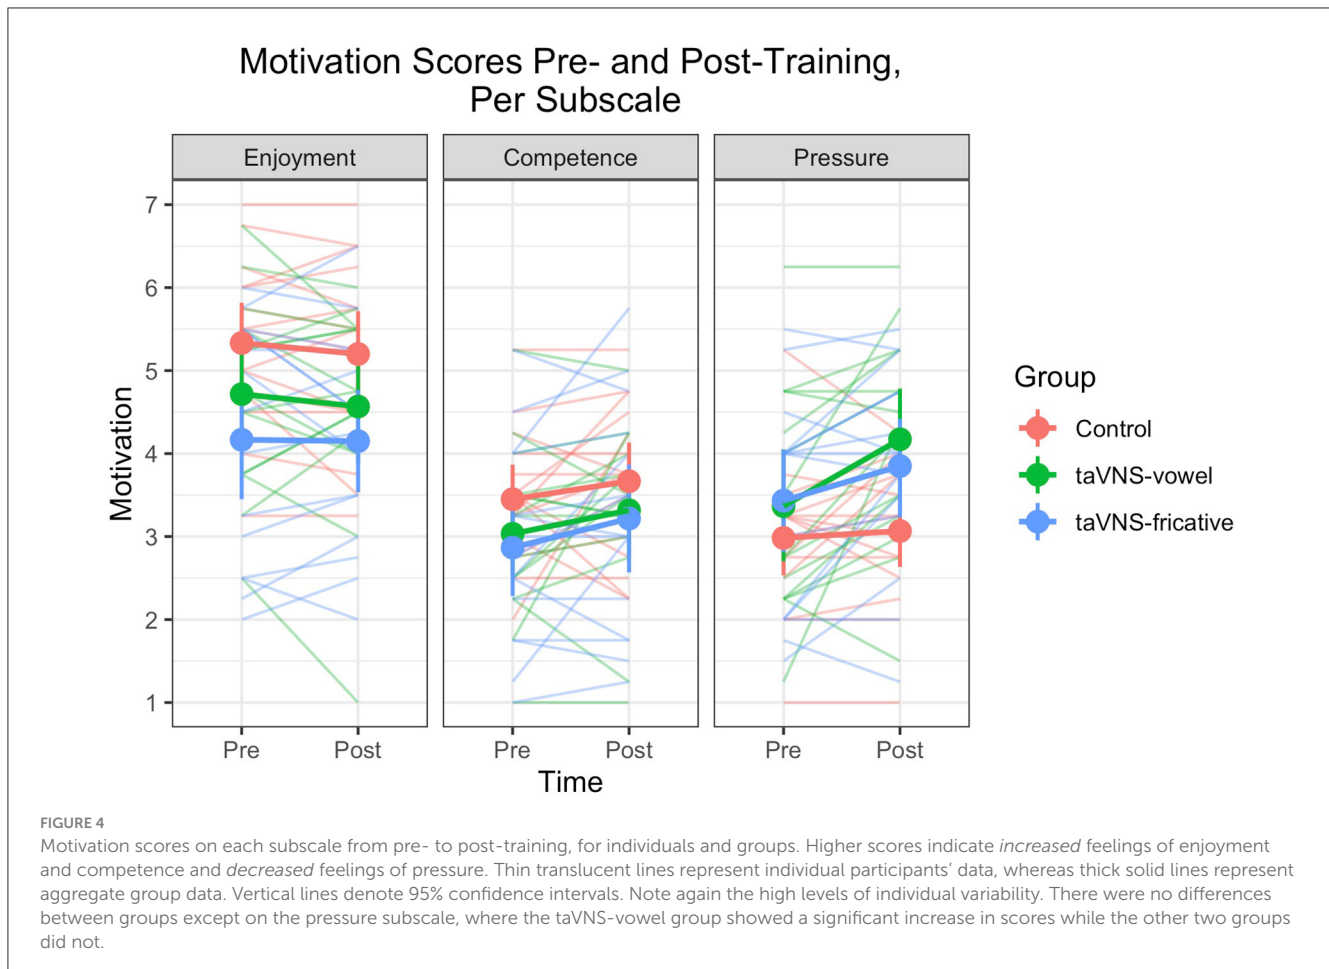 Motivation Scores Pre- and Post-Training,
Per Subscale
Enjoyment
Competence
Pressure
7
6
5
4
3
2
1
Motivation
Pre
Post
Pre
Post
Pre
Post
Time
Group
Control
taVNS-vowel
taVNS-fricative
FIGURE 4
Motivation scores on each subscale from pre- to post-training, for individuals and groups. Higher scores indicate increased feelings of enjoyment
and competence and decreased feelings of pressure. Thin translucent lines represent individual participants' data, whereas thick solid lines represent
aggregate group data. Vertical lines denote 95% confidence intervals. Note again the high levels of individual variability. There were no differences
between groups except on the pressure subscale, where the taVNS-vowel group showed a significant increase in scores while the other two groups
did not.